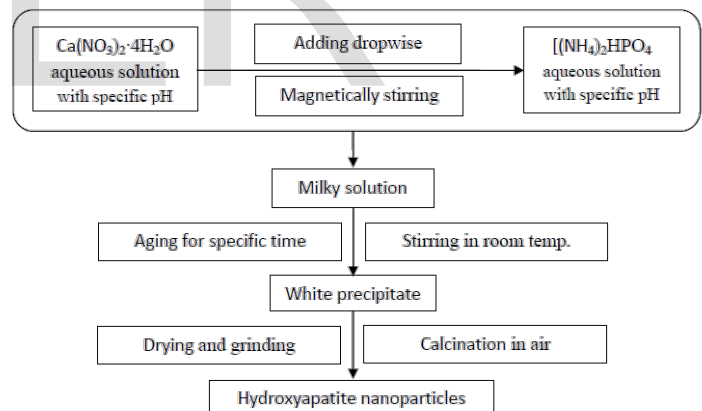 Ca(NO₃)₂·4H₂O
aqueous solution
with specific pH
Adding dropwise
Magnetically stirring
[(NH₄)₂HPO₄
aqueous solution
with specific pH
Milky solution
Aging for specific time
Stirring in room temp.
White precipitate
Drying and grinding
Calcination in air
Hydroxyapatite nanoparticles